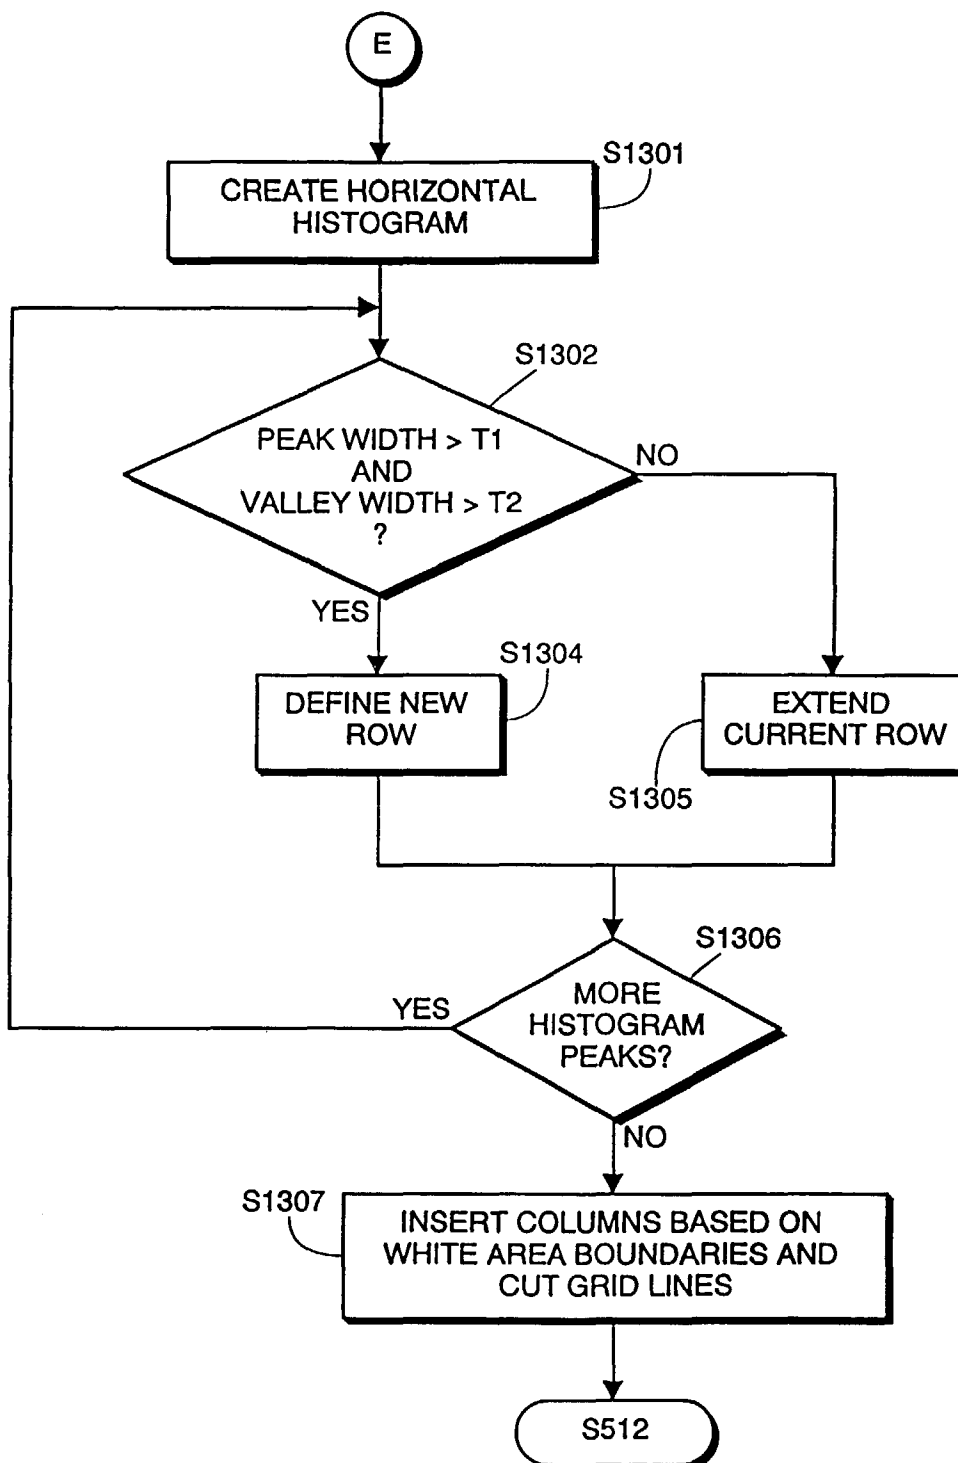 E
S1301
CREATE HORIZONTAL
HISTOGRAM
S1302
PEAK WIDTH > T1
AND
VALLEY WIDTH > T2
?
NO
YES
S1304
DEFINE NEW
ROW
EXTEND
CURRENT ROW
S1305
S1306
YES
MORE
HISTOGRAM
PEAKS?
NO
S1307
INSERT COLUMNS BASED ON
WHITE AREA BOUNDARIES AND
CUT GRID LINES
S512